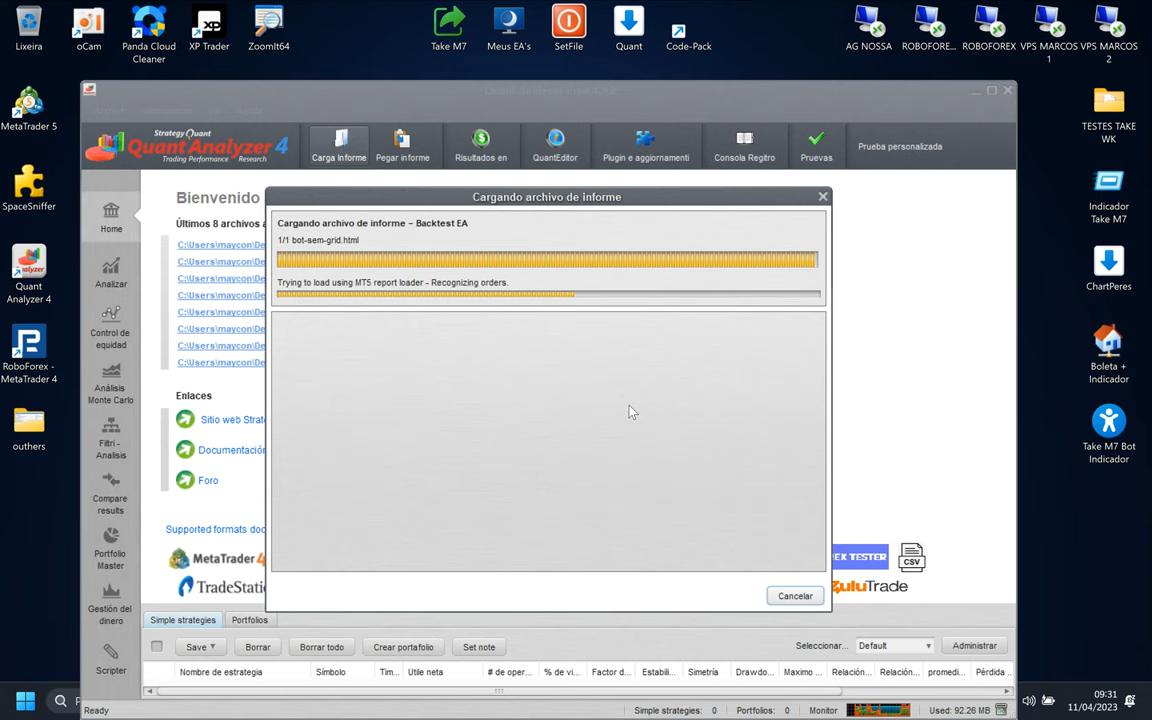 Lixeira
oCam
Panda Cloud
Cleaner
XP Trader
ZoomIt64
Take M7
Meus EA's
SetFile
Quant
Code-Pack
AG NOSSA
ROBOFORE...
ROBOFOREX
VPS MARCOS
1
VPS MARCOS
2
MetaTrader 5
SpaceSniffer
Quant
Analyzer 4
RoboForex -
MetaTrader 4
outhers
TESTES TAKE
WK
Indicador
Take M7
ChartPeres
Boleta +
Indicador
Take M7 Bot
Indicador
StrategyQuant
Quant Analyzer 4
Trading Performance Research
Carga Informe
Pegar informe
Risultados en
QuantEditor
Plugin e aggiornamenti
Consola Regitro
Pruevas
Prueba personalizada
Home
Analizar
Control de
equidad
Análisis
Monte Carlo
Filtri -
Analisis
Compare
results
Portfolio
Master
Gestión del
dinero
Scripter
Bienvenido
Últimos 8 archivos a
C:\Users\maycon\De
C:\Users\maycon\De
C:\Users\maycon\De
C:\Users\maycon\De
C:\Users\maycon\De
C:\Users\maycon\De
C:\Users\maycon\De
C:\Users\maycon\De
Enlaces
Sitio web Strate
Documentación
Foro
Supported formats doc
MetaTrader 4
TradeStatio
EK TESTER
CSV
ZuluTrade
Cargando archivo de informe
Cargando archivo de informe – Backtest EA
1/1 bot-sem-grid.html
Trying to load using MT5 report loader - Recognizing orders.
Cancelar
Simple strategies
Portfolios
Save
Borrar
Borrar todo
Crear portafolio
Set note
Seleccionar...
Default
Administrar
Nombre de estrategia
Símbolo
Tim...
Utile neta
# de oper...
% de vi...
Factor d...
Estabili...
Simetría
Drawdo...
Maximo ...
Relación...
Relación...
promedi...
Pérdida ...
Ready
Simple strategies: 0
Portfolios: 0
Monitor
Used: 92.26 MB
09:31
11/04/2023